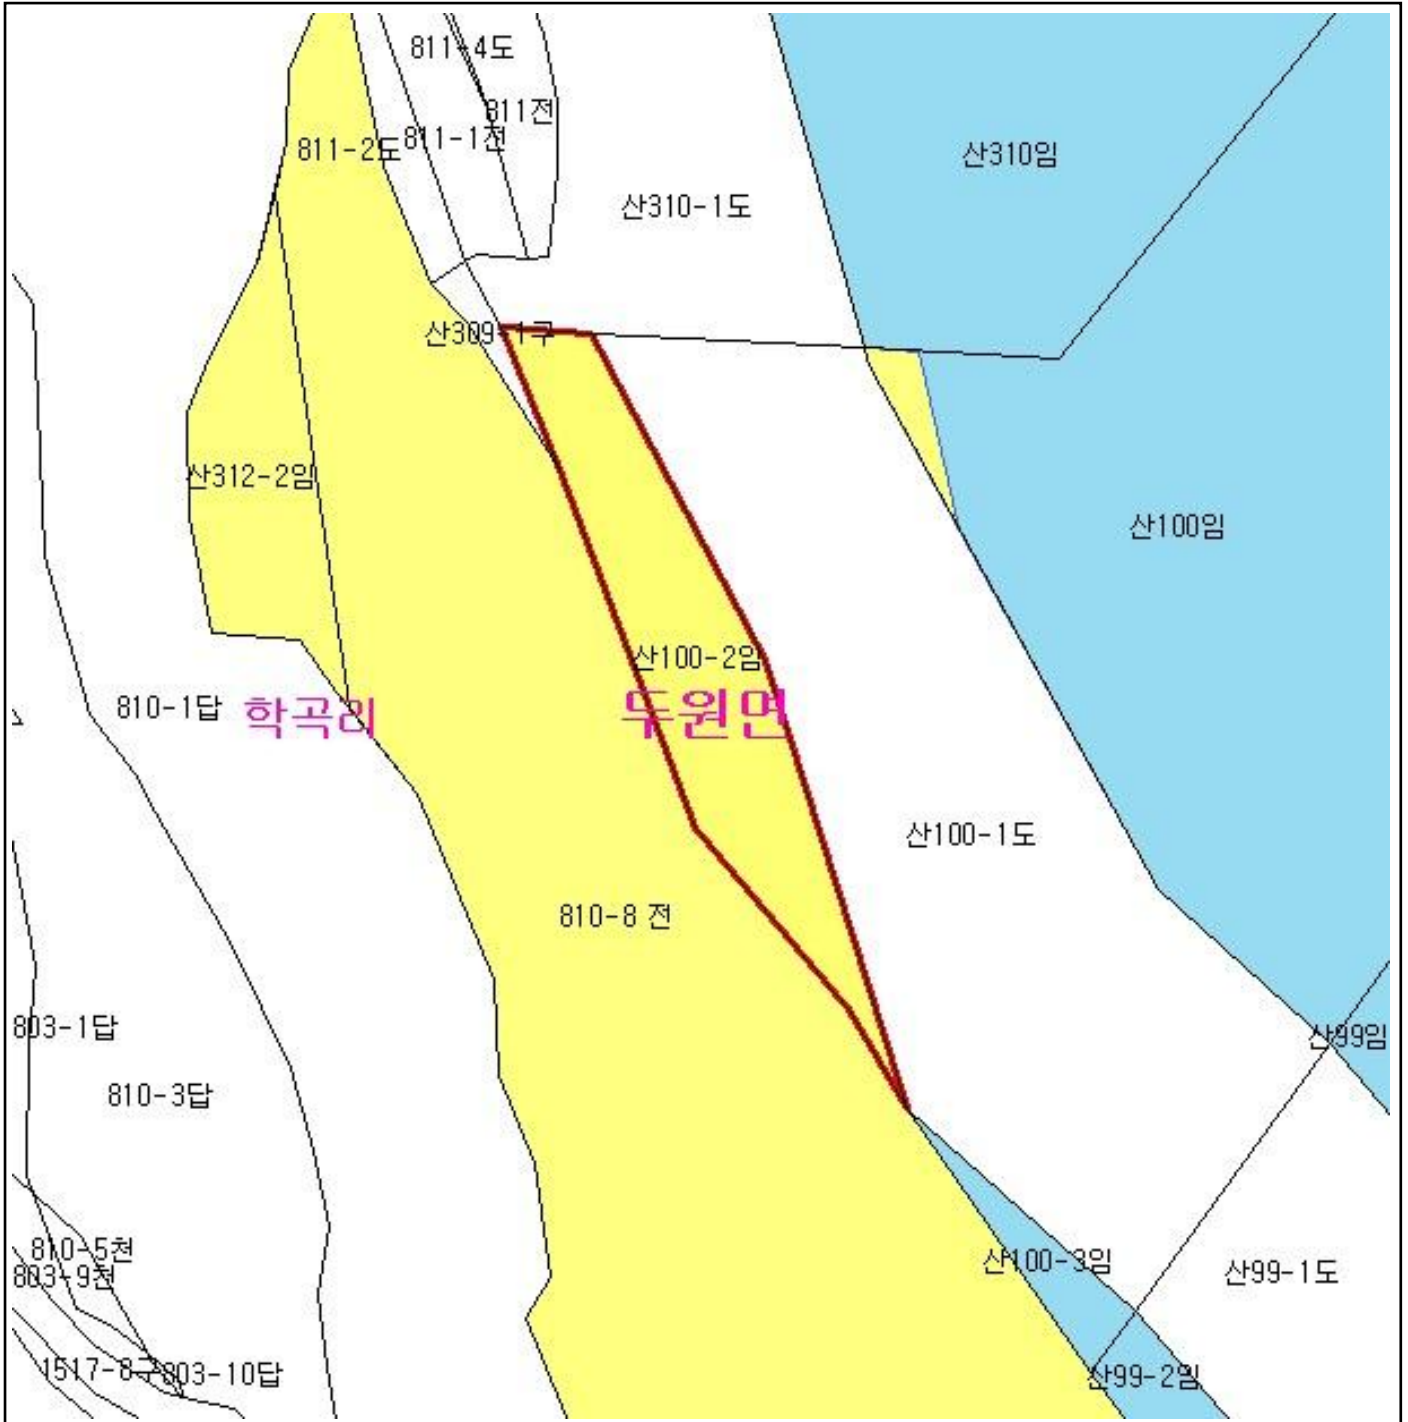 811-4도
811전
811-1전
811-2도
산310임
산310-1도
산309-1구
산312-2임
산100임
산100-2임
810-1답
학곡리
두원면
산100-1도
810-8 전
803-1답
산99임
810-3답
810-5천
803-9천
산100-3임
산99-1도
1517-8구
803-10답
산99-2임